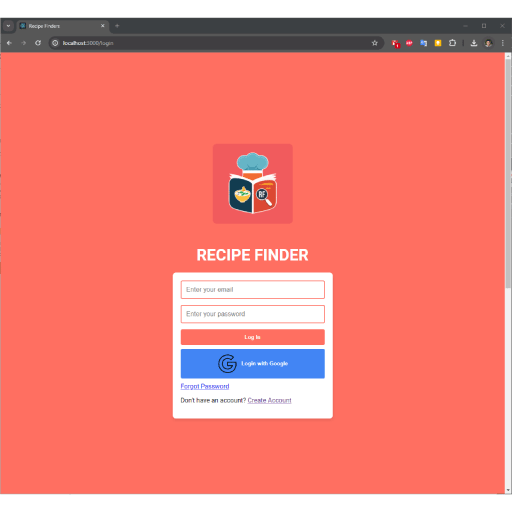 Recipe Finders
localhost:3000/login
RF
RECIPE FINDER
Enter your email
Enter your password
Log In
Login with Google
Forgot Password
Don't have an account? Create Account